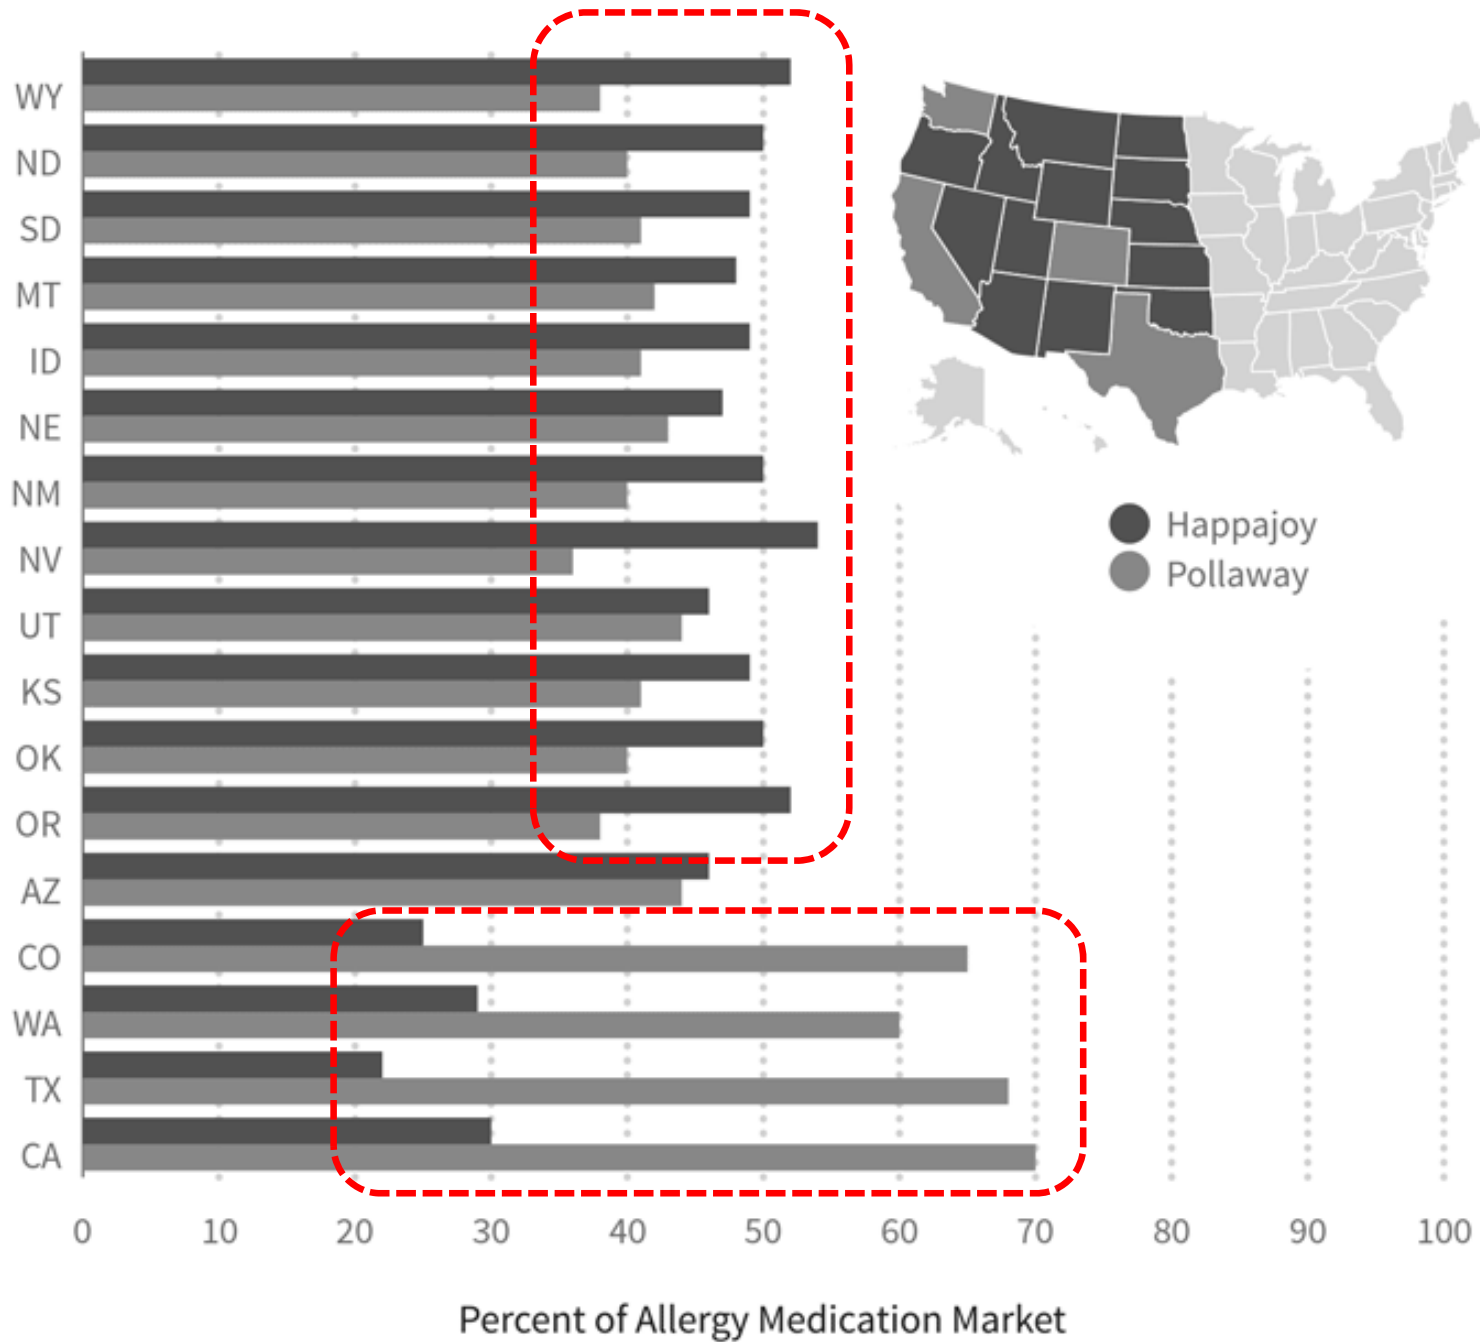 WY
ND
SD
MT
ID
NE
NM
NV
UT
KS
OK
OR
AZ
CO
WA
TX
CA
Happajoy
Pollaway
0 10 20 30 40 50 60 70 80 90 100
Percent of Allergy Medication Market